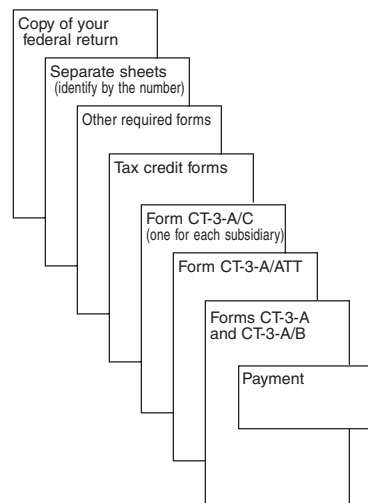 Copy of your
federal return
Separate sheets
(identify by the number)
Other required forms
Tax credit forms
Form CT-3-A/C
(one for each subsidiary)
Form CT-3-A/ATT
Forms CT-3-A
and CT-3-A/B
Payment